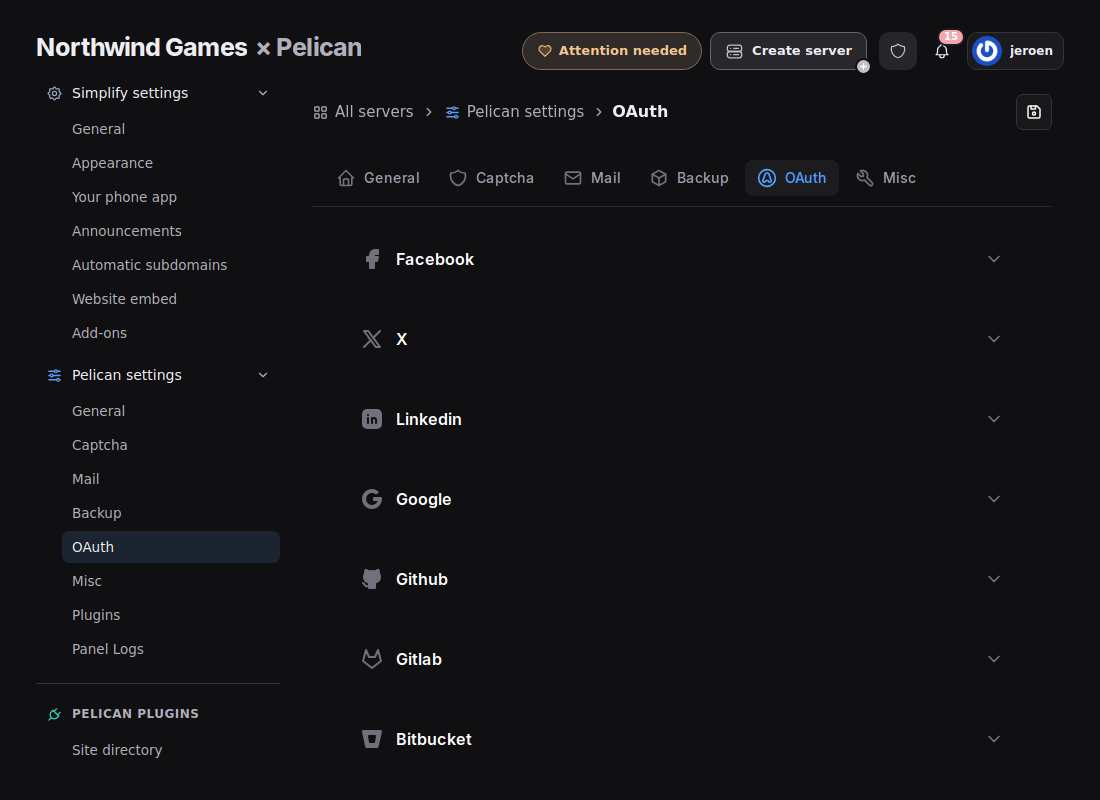 Northwind Games × Pelican
Attention needed
Create server
15
jeroen
Simplify settings
General
Appearance
Your phone app
Announcements
Automatic subdomains
Website embed
Add-ons
Pelican settings
General
Captcha
Mail
Backup
OAuth
Misc
Plugins
Panel Logs
PELICAN PLUGINS
Site directory
All servers > Pelican settings > OAuth
General Captcha Mail Backup OAuth Misc
Facebook
X
Linkedin
Google
Github
Gitlab
Bitbucket